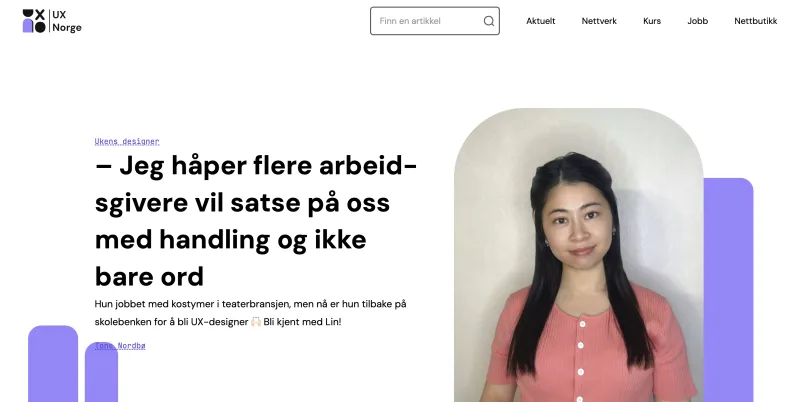 UX
Norge
Finn en artikkel
Aktuelt
Nettverk
Kurs
Jobb
Nettbutikk
Ukens designer
– Jeg håper flere arbeid-
sgivere vil satse på oss
med handling og ikke
bare ord
Hun jobbet med kostymer i teaterbransjen, men nå er hun tilbake på
skolebenken for å bli UX-designer 🙌🏻 Bli kjent med Lin!
Tone Nordbø